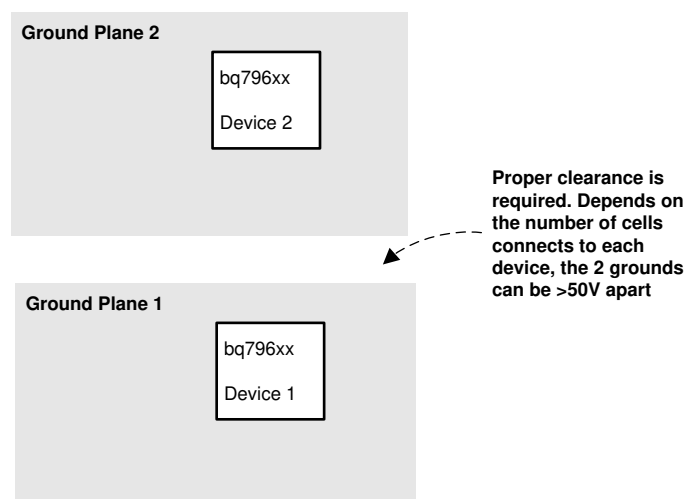 Ground Plane 2
bq796xx
Device 2
Proper clearance is
required. Depends on
the number of cells
connects to each
device, the 2 grounds
can be >50V apart
Ground Plane 1
bq796xx
Device 1